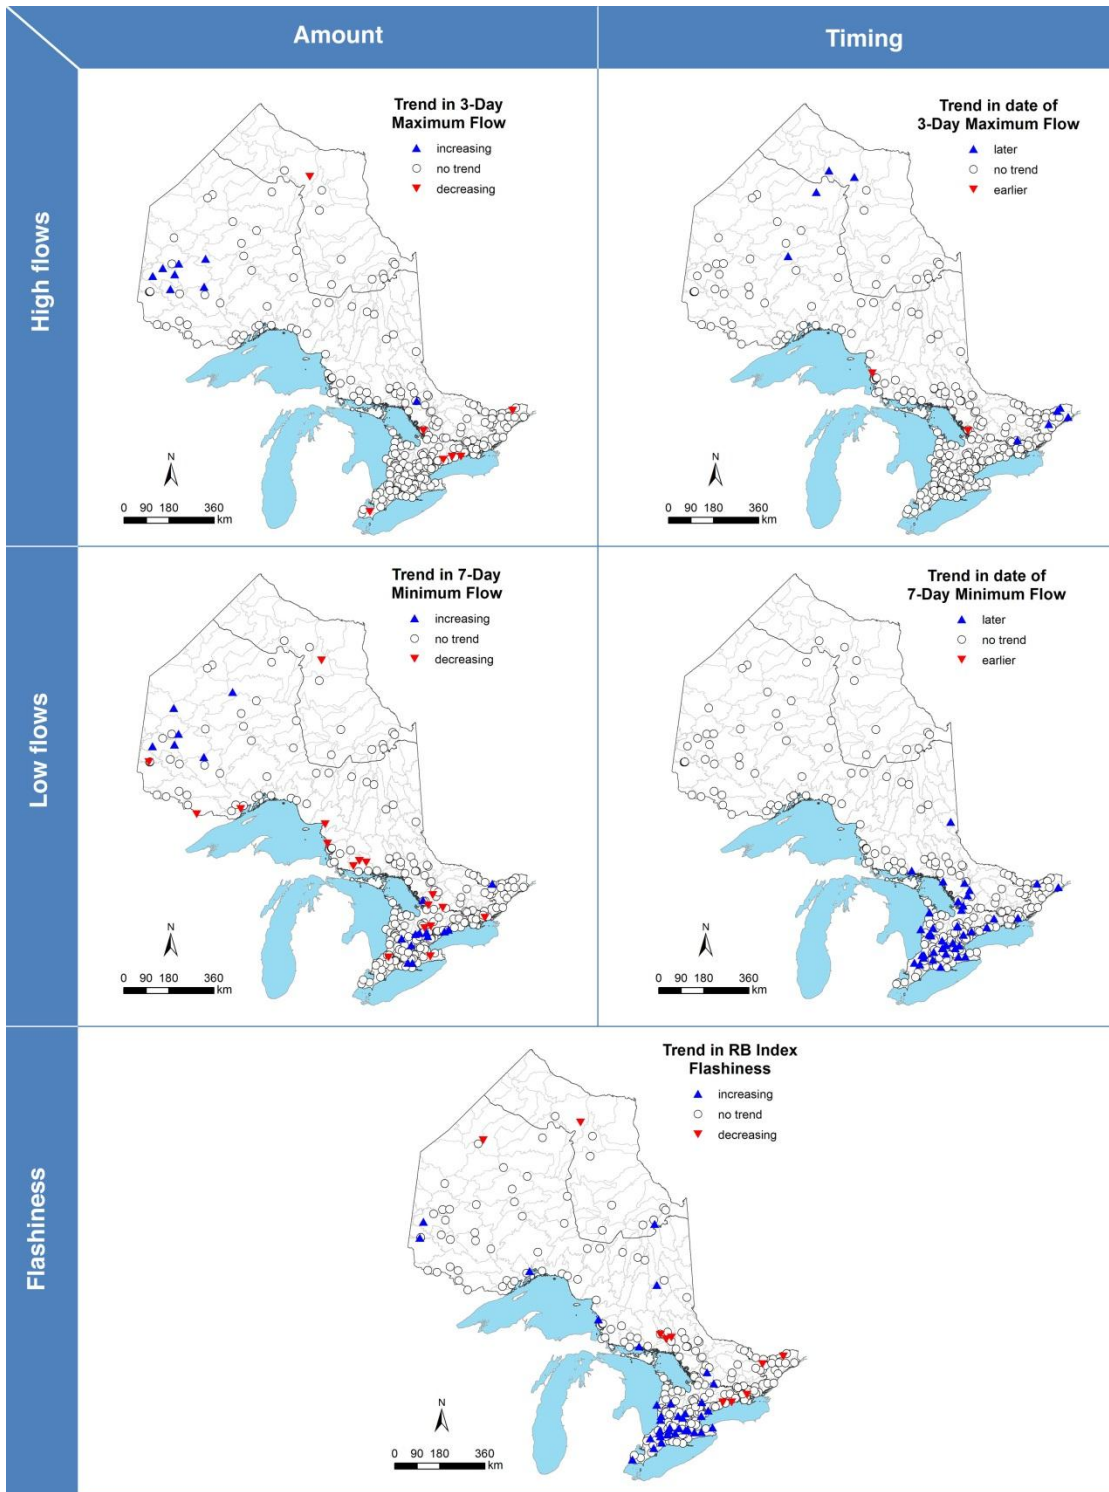 Amount
Timing
High flows
Trend in 3-Day
Maximum Flow
increasing
no trend
decreasing
N
0 90 180 360
km
Trend in date of
3-Day Maximum Flow
later
no trend
earlier
N
0 90 180 360
km
Low flows
Trend in 7-Day
Minimum Flow
increasing
no trend
decreasing
N
0 90 180 360
km
Trend in date of
7-Day Minimum Flow
later
no trend
earlier
N
0 90 180 360
km
Flashiness
Trend in RB Index
Flashiness
increasing
no trend
decreasing
N
0 90 180 360
km